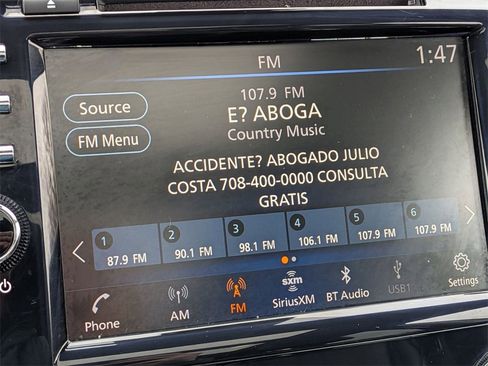 FM
1:47
Source
107.9 FM
E? ABOGA
FM Menu
Country Music
ACCIDENTE? ABOGADO JULIO
COSTA 708-400-0000 CONSULTA
GRATIS
1 2 3 4 5 6
87.9 FM 90.1 FM 98.1 FM 106.1 FM 107.9 FM 107.9 FM
Phone
AM
FM
sxm
SiriusXM
BT Audio
USB1
Settings